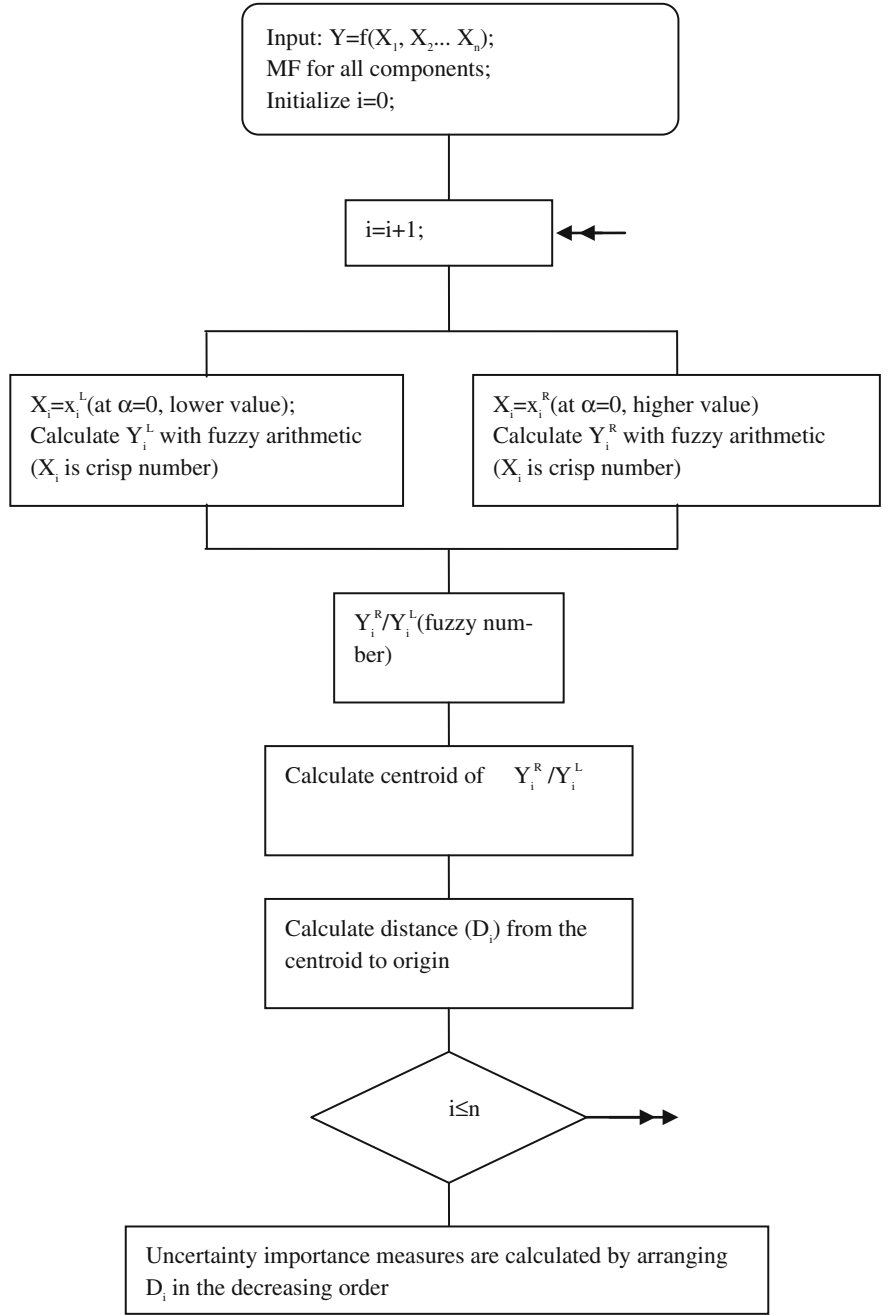 Input: Y=f(X₁, X₂... Xₙ);
MF for all components;
Initialize i=0;
i=i+1;
Xᵢ=xᵢᴸ(at α=0, lower value);
Calculate Yᵢᴸ with fuzzy arithmetic
(Xᵢ is crisp number)
Xᵢ=xᵢᴿ(at α=0, higher value)
Calculate Yᵢᴿ with fuzzy arithmetic
(Xᵢ is crisp number)
Yᵢᴿ/Yᵢᴸ(fuzzy num-
ber)
Calculate centroid of Yᵢᴿ /Yᵢᴸ
Calculate distance (Dᵢ) from the
centroid to origin
i≤n
Uncertainty importance measures are calculated by arranging
Dᵢ in the decreasing order